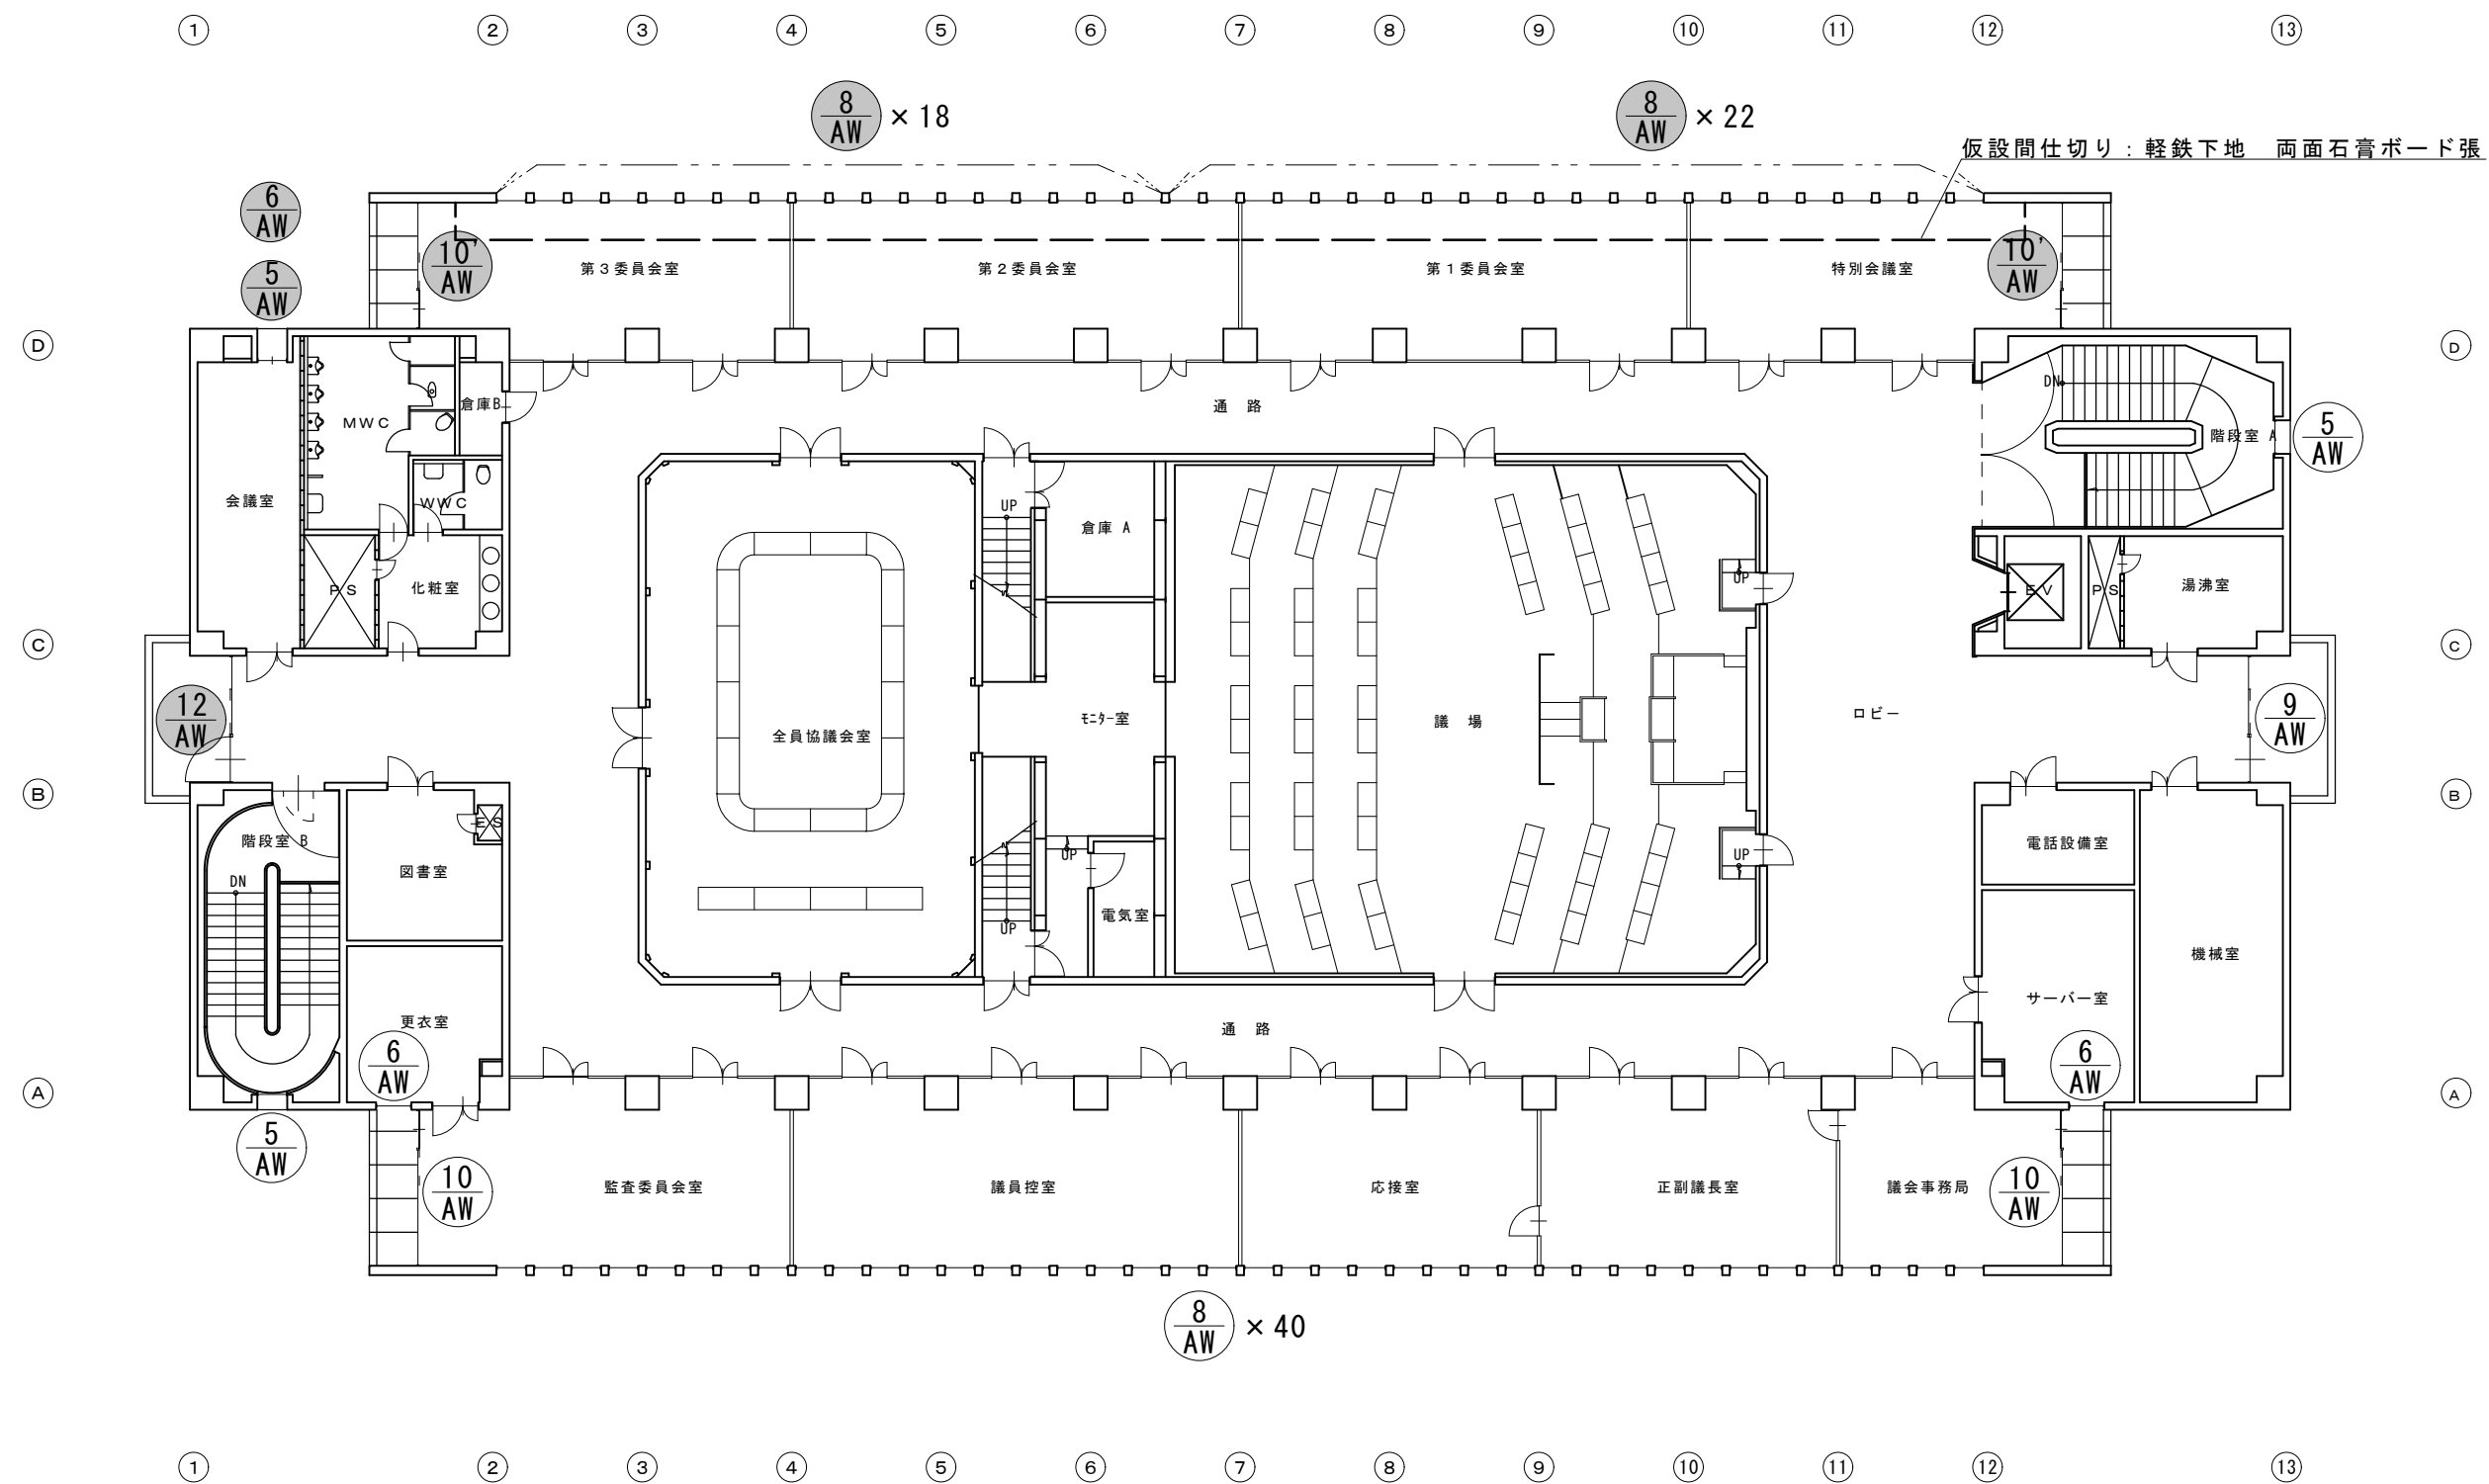 1 2 3 4 5 6 7 8 9 10 11 12 13
8
AW × 18
8
AW × 22
仮設間仕切り：軽鉄下地　両面石膏ボード張
6
AW
5
AW
10'
AW
第３委員会室
第２委員会室
第１委員会室
特別会議室
10'
AW
D
D
MWC
倉庫B
通　路
DN
階段室 A
5
AW
会議室
WWC
UP
倉庫 A
PS
化粧室
UP
EV
PS
湯沸室
C
C
12
AW
全員協議会室
ﾓﾆﾀｰ室
議　場
ロビー
9
AW
B
B
階段室 B
ES
図書室
DN
UP
UP
電話設備室
電気室
UP
機械室
サーバー室
更衣室
通　路
6
AW
6
AW
A
A
5
AW
10
AW
監査委員会室
議員控室
応接室
正副議長室
議会事務局
10
AW
8
AW × 40
1 2 3 4 5 6 7 8 9 10 11 12 13